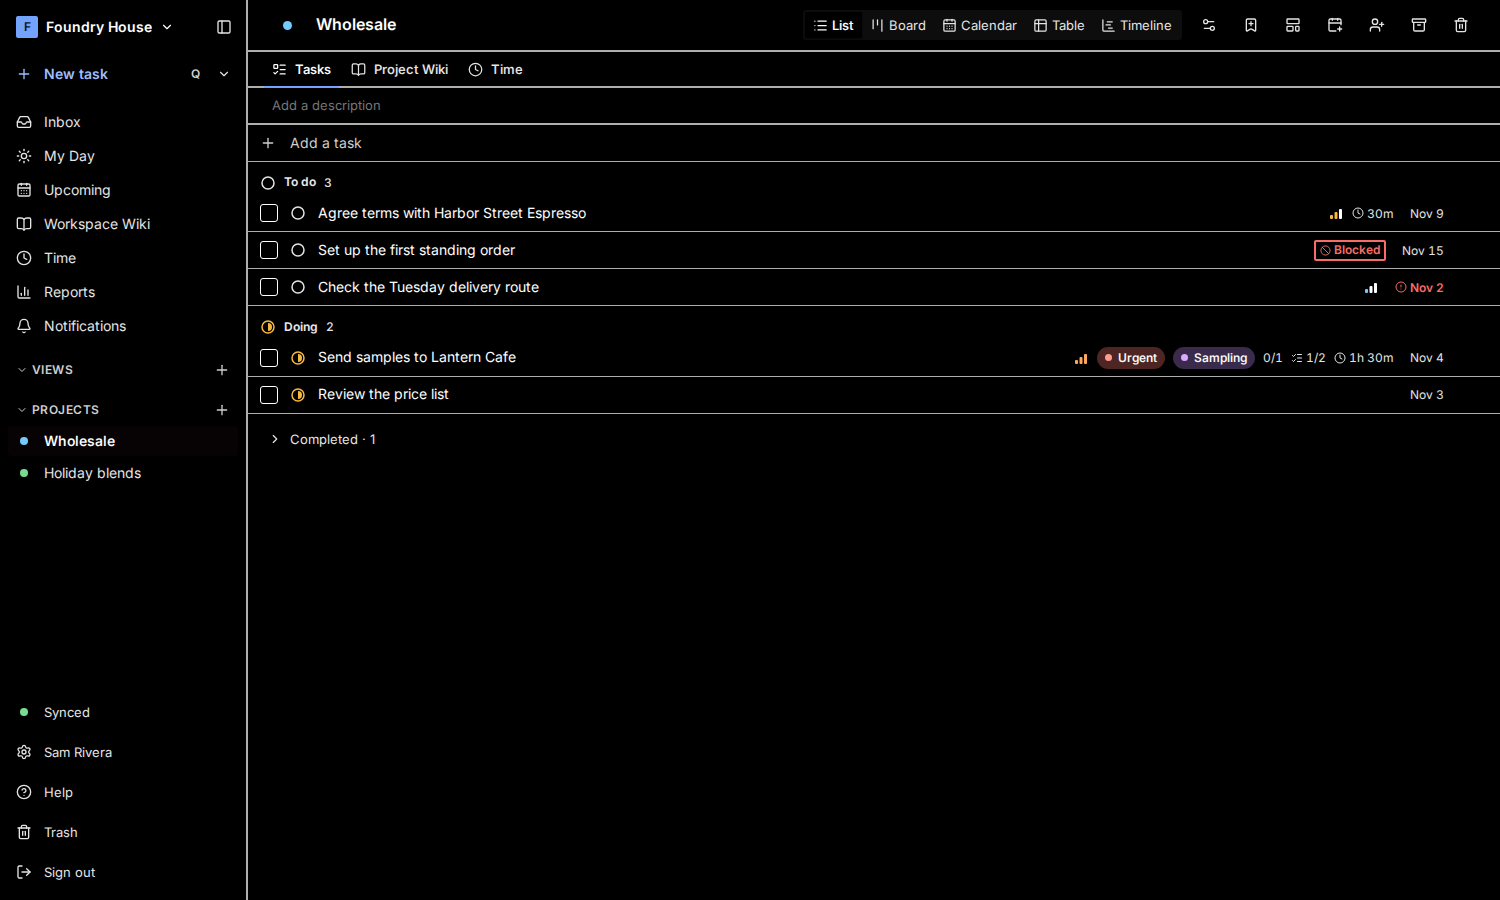 F Foundry House
New task Q
Inbox
My Day
Upcoming
Workspace Wiki
Time
Reports
Notifications
VIEWS
PROJECTS
Wholesale
Holiday blends
Synced
Sam Rivera
Help
Trash
Sign out
Wholesale
List Board Calendar Table Timeline
Tasks Project Wiki Time
Add a description
Add a task
To do 3
Agree terms with Harbor Street Espresso 30m Nov 9
Set up the first standing order Blocked Nov 15
Check the Tuesday delivery route Nov 2
Doing 2
Send samples to Lantern Cafe Urgent Sampling 0/1 1/2 1h 30m Nov 4
Review the price list Nov 3
Completed · 1